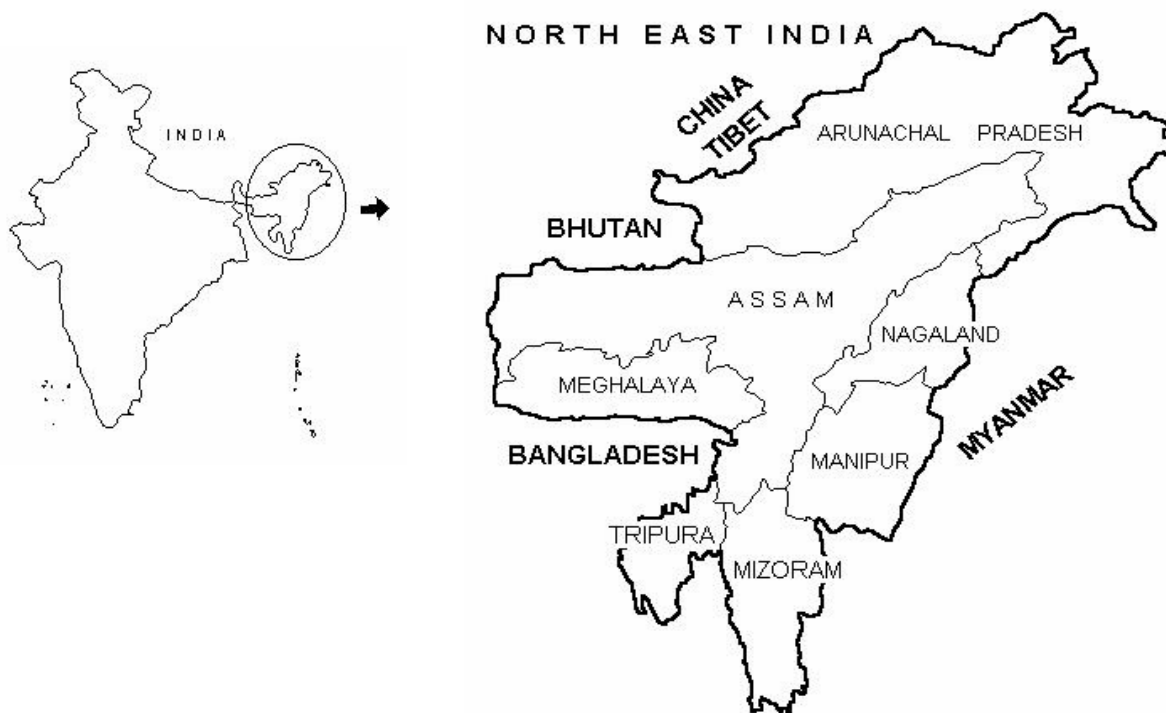 NORTH EAST INDIA
INDIA
CHINA
TIBET
ARUNACHAL PRADESH
BHUTAN
ASSAM
NAGALAND
MEGHALAYA
MYANMAR
BANGLADESH
MANIPUR
TRIPURA
MIZORAM